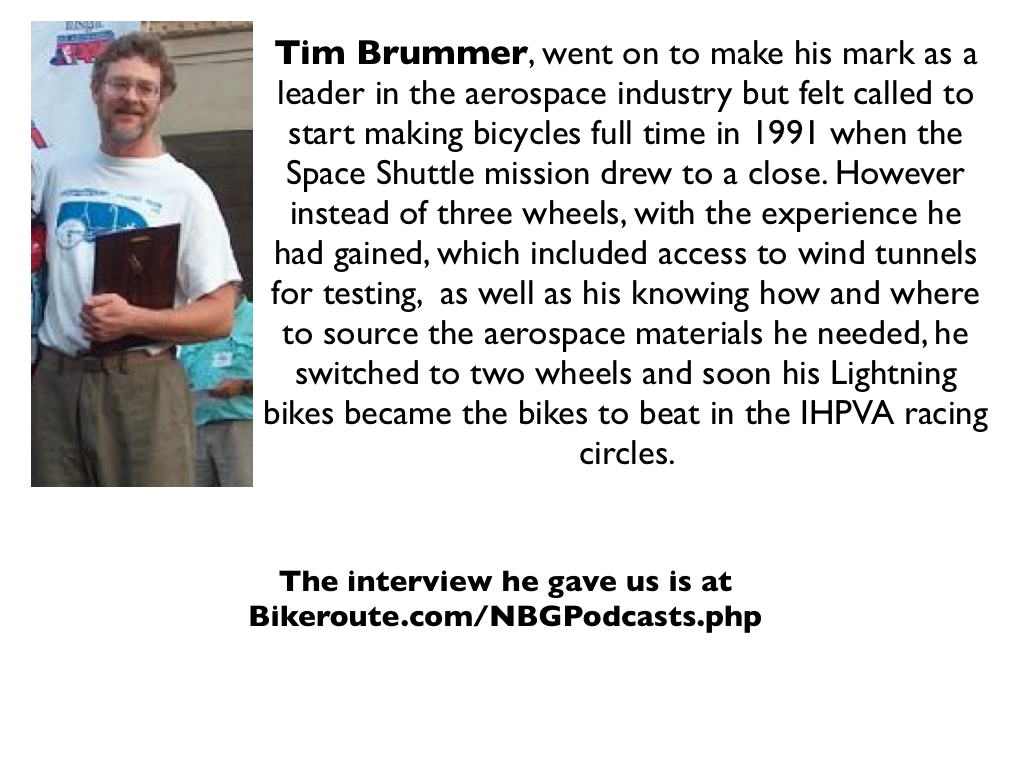 Tim Brummer, went on to make his mark as a
leader in the aerospace industry but felt called to
start making bicycles full time in 1991 when the
Space Shuttle mission drew to a close. However
instead of three wheels, with the experience he
had gained, which included access to wind tunnels
for testing,  as well as his knowing how and where
to source the aerospace materials he needed, he
switched to two wheels and soon his Lightning
bikes became the bikes to beat in the IHPVA racing
circles.
The interview he gave us is at
Bikeroute.com/NBGPodcasts.php